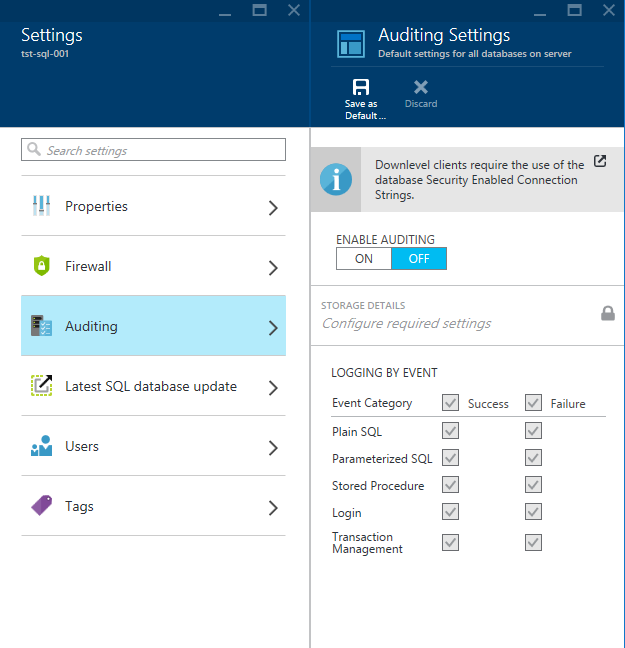 Settings
tst-sql-001
Search settings
Properties
Firewall
Auditing
Latest SQL database update
Users
Tags
Auditing Settings
Default settings for all databases on server
Save as
Default ...
Discard
Downlevel clients require the use of the
database Security Enabled Connection
Strings.
ENABLE AUDITING
ON OFF
STORAGE DETAILS
Configure required settings
LOGGING BY EVENT
Event Category Success Failure
Plain SQL
Parameterized SQL
Stored Procedure
Login
Transaction
Management